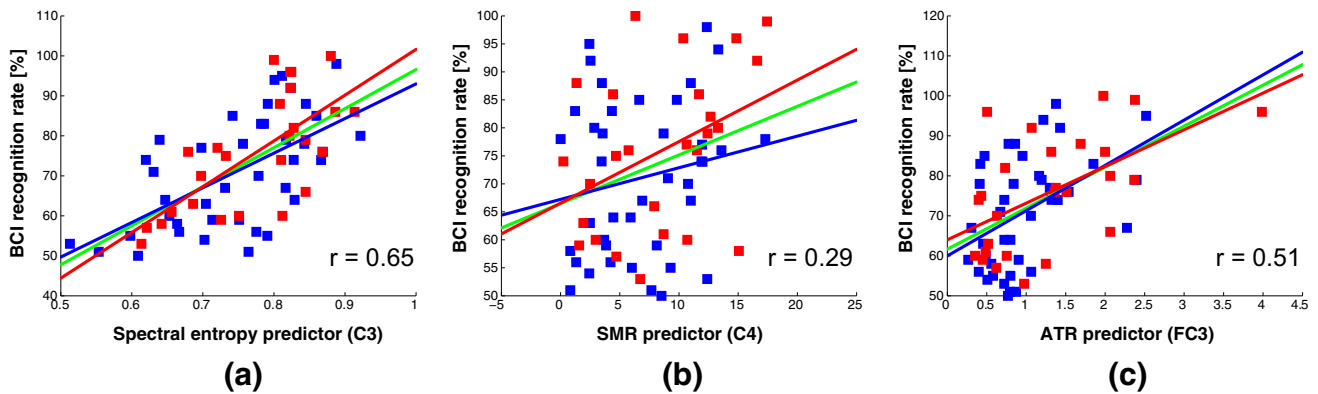 BCI recognition rate [%]
110
100
90
80
70
60
50
40
0.5 0.6 0.7 0.8 0.9 1
r = 0.65
Spectral entropy predictor (C3)
(a)
BCI recognition rate [%]
100
95
90
85
80
75
70
65
60
55
50
−5 0 5 10 15 20 25
r = 0.29
SMR predictor (C4)
(b)
BCI recognition rate [%]
120
110
100
90
80
70
60
50
0 0.5 1 1.5 2 2.5 3 3.5 4 4.5
r = 0.51
ATR predictor (FC3)
(c)